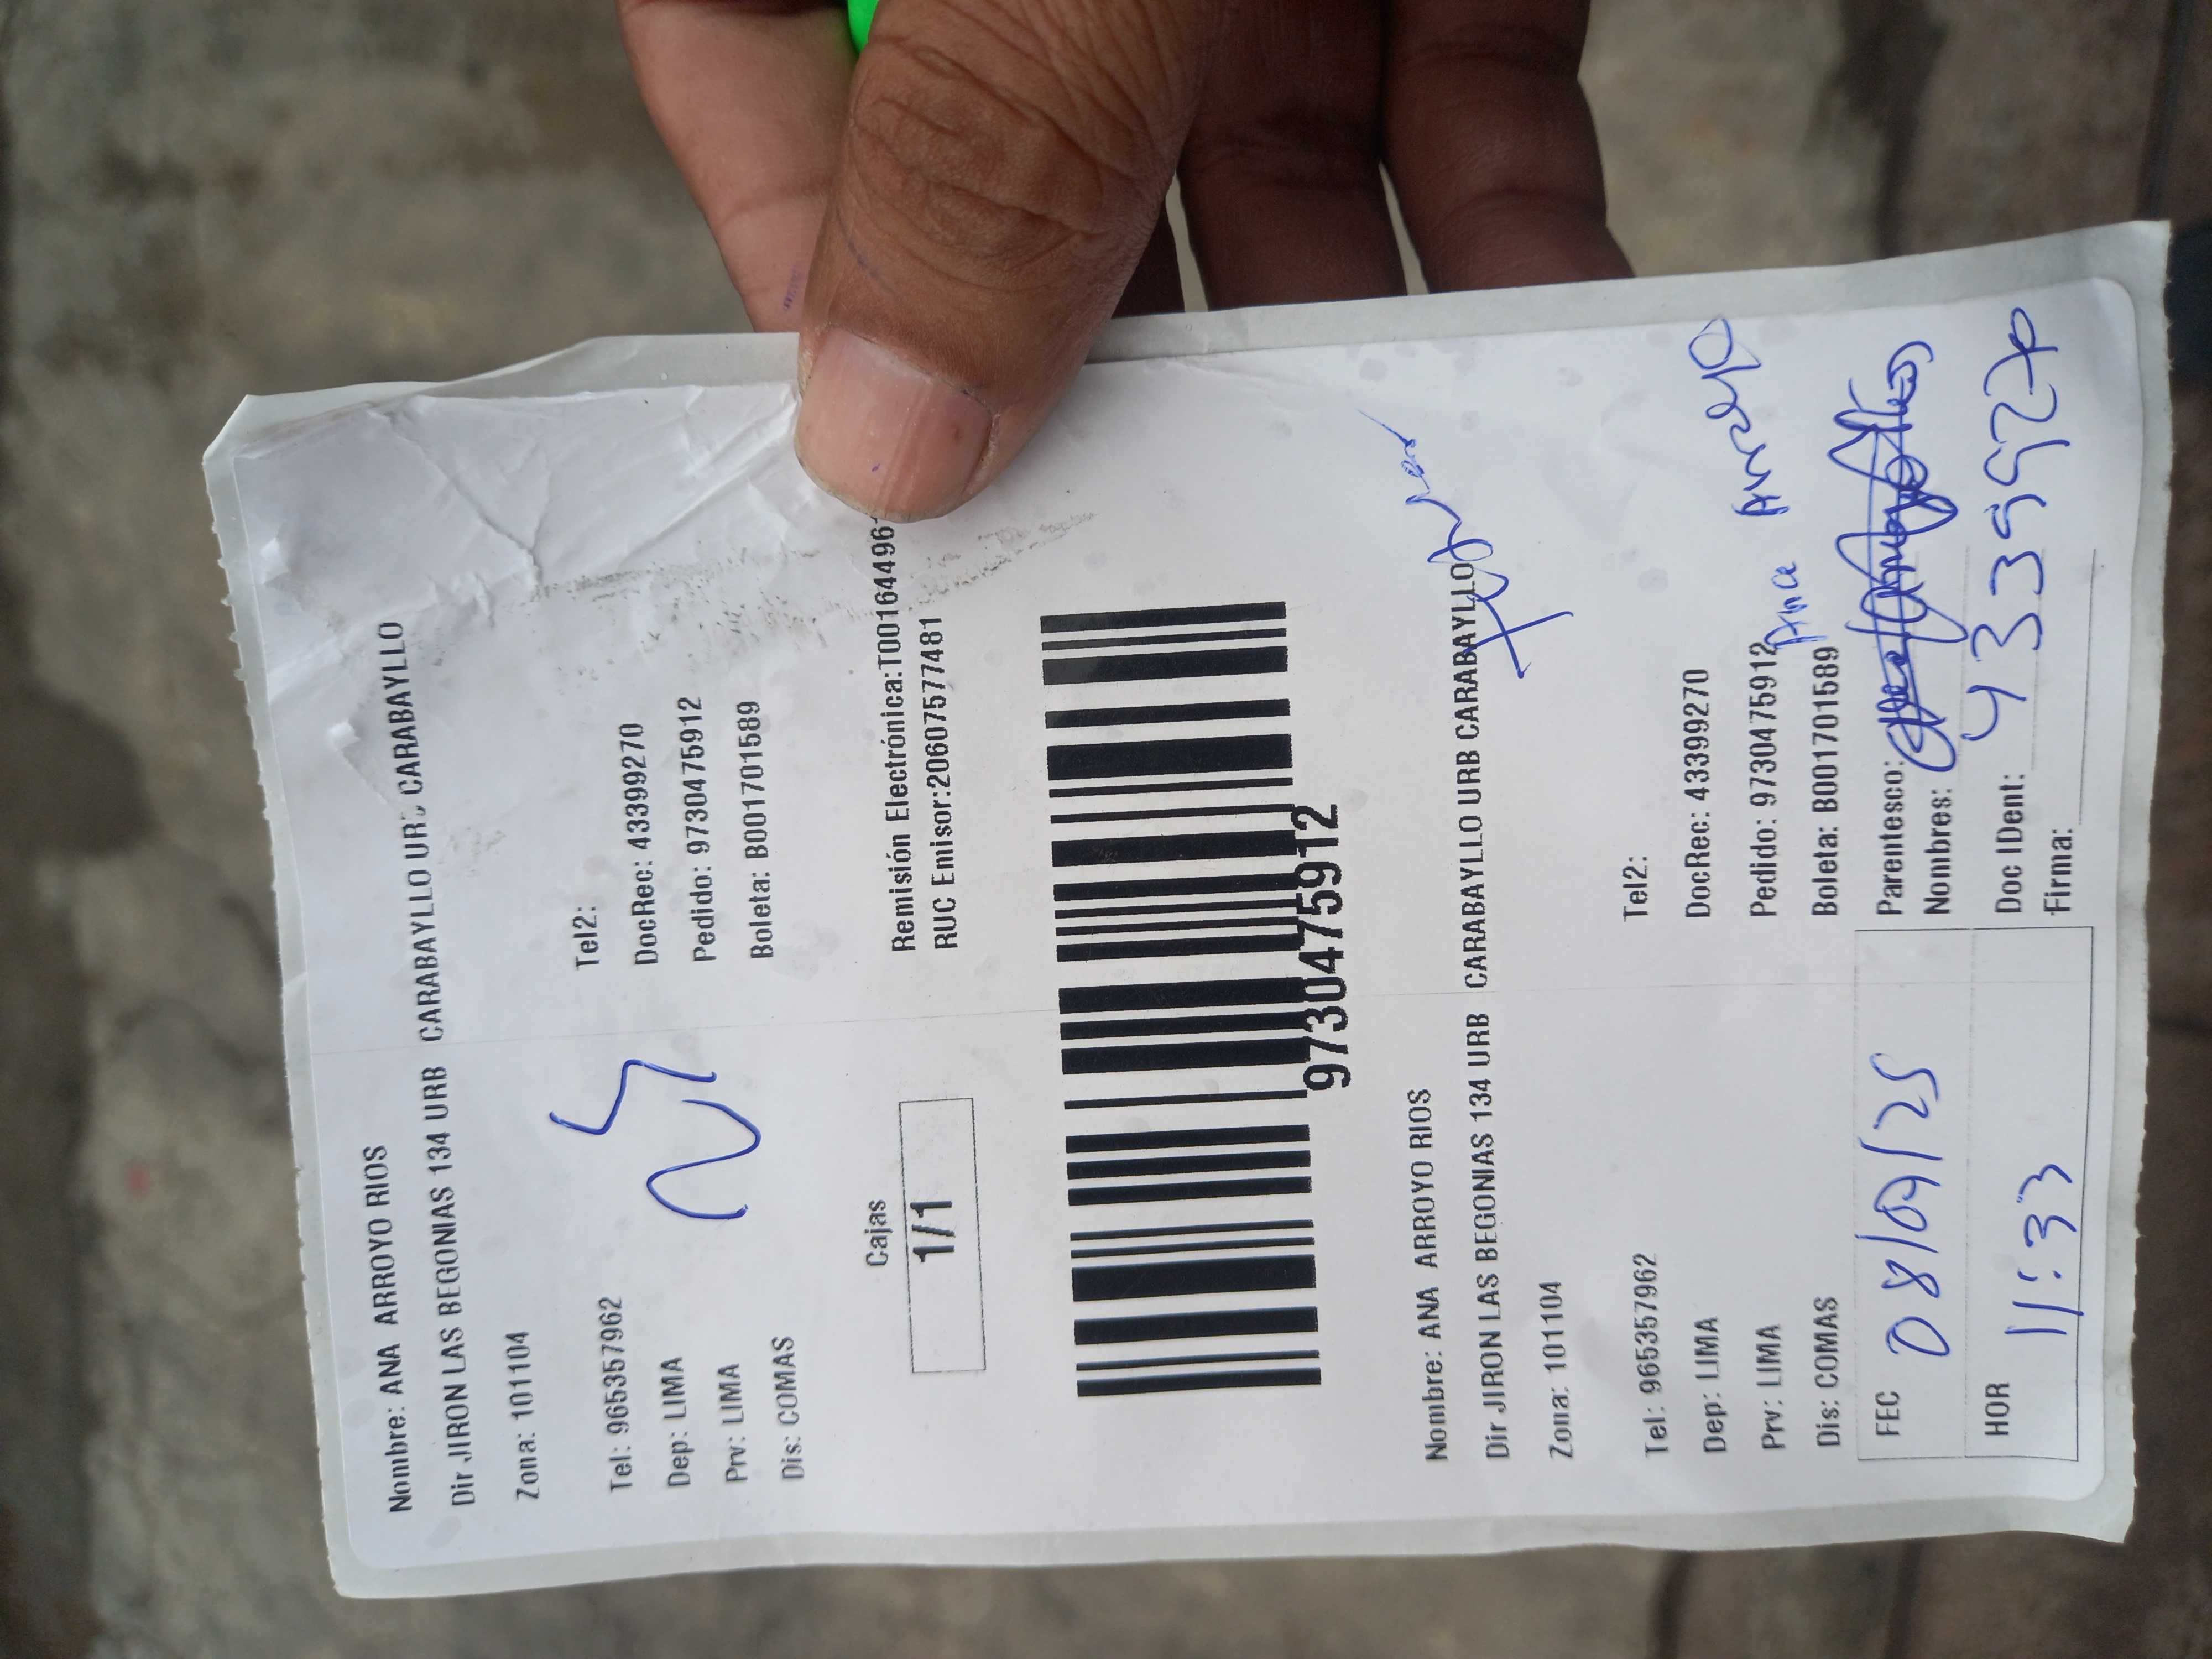 Nombre: ANA ARROYO RIOS
Dir JIRON LAS BEGONIAS 134 URB CARABAYLLO URB CARABAYLLO
Zona: 101104
Tel: 965357962 Tel2:
Dep: LIMA DocRec: 43399270
Prv: LIMA Pedido: 9730475912
Dis: COMAS Boleta: B001701589
Cajas
1/1
Remisión Electrónica:T00164496
RUC Emisor:20607577481
9730475912
Nombre: ANA ARROYO RIOS
Dir JIRON LAS BEGONIAS 134 URB CARABAYLLO URB CARABAYLLO
Zona: 101104
Tel: 965357962 Tel2:
Dep: LIMA DocRec: 43399270
Prv: LIMA Pedido: 9730475912
Ana Arroyo
Dis: COMAS Boleta: B001701589
FEC 08/09/25 Parentesco:
Nombres:
HOR 11:33 Doc IDent: 43399270
Firma: